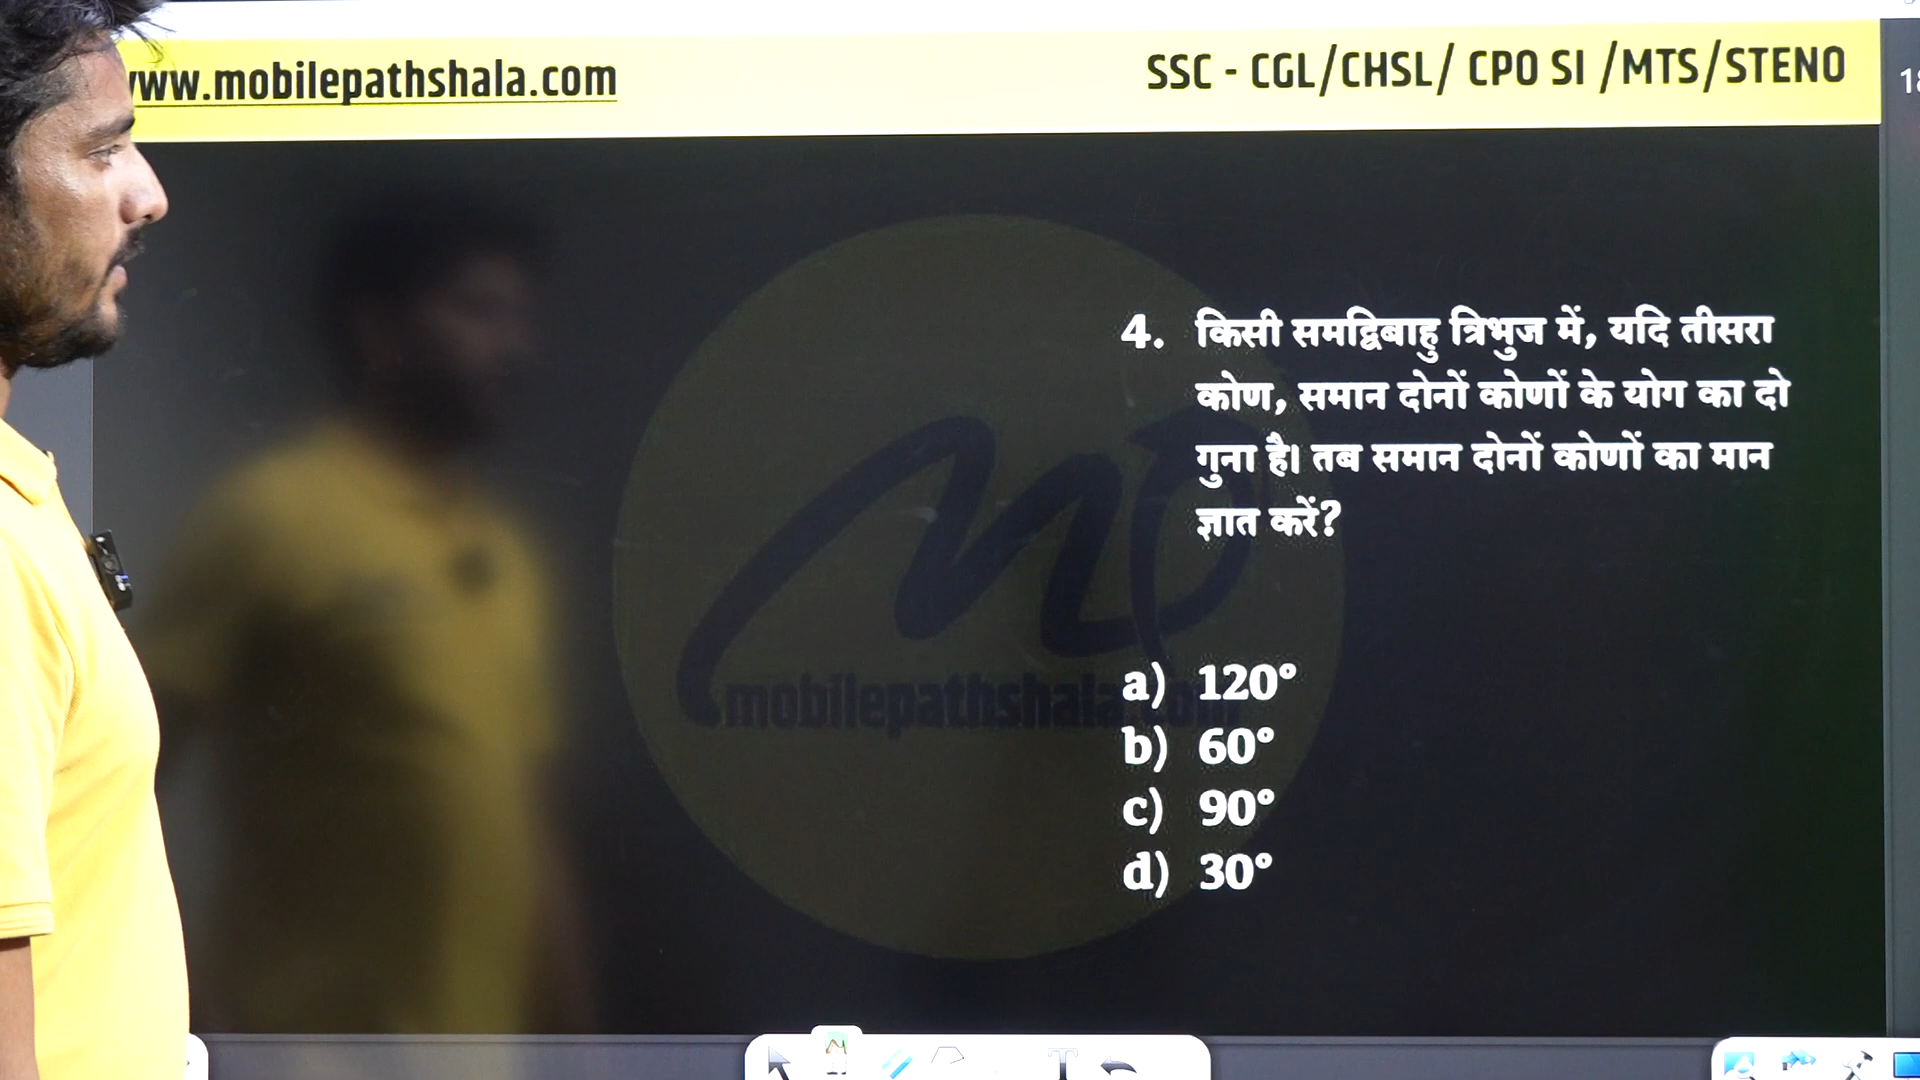 www.mobilepathshala.com
SSC - CGL/CHSL/ CPO SI /MTS/STENO
4. किसी समद्विबाहु त्रिभुज में, यदि तीसरा
कोण, समान दोनों कोणों के योग का दो
गुना है। तब समान दोनों कोणों का मान
ज्ञात करें?
mobilepathshala.com
a) 120°
b) 60°
c) 90°
d) 30°